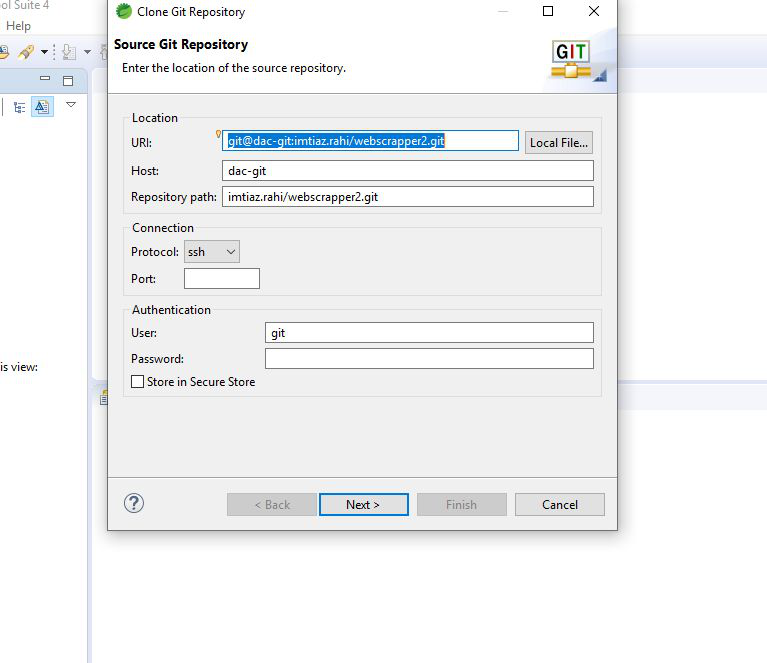 ol Suite 4
Help
Clone Git Repository
Source Git Repository
Enter the location of the source repository.
GIT
Location
URI:
git@dac-git:imtiaz.rahi/webscrapper2.git
Local File...
Host:
dac-git
Repository path:
imtiaz.rahi/webscrapper2.git
Connection
Protocol:
ssh
Port:
Authentication
User:
git
Password:
is view:
Store in Secure Store
?
< Back
Next >
Finish
Cancel